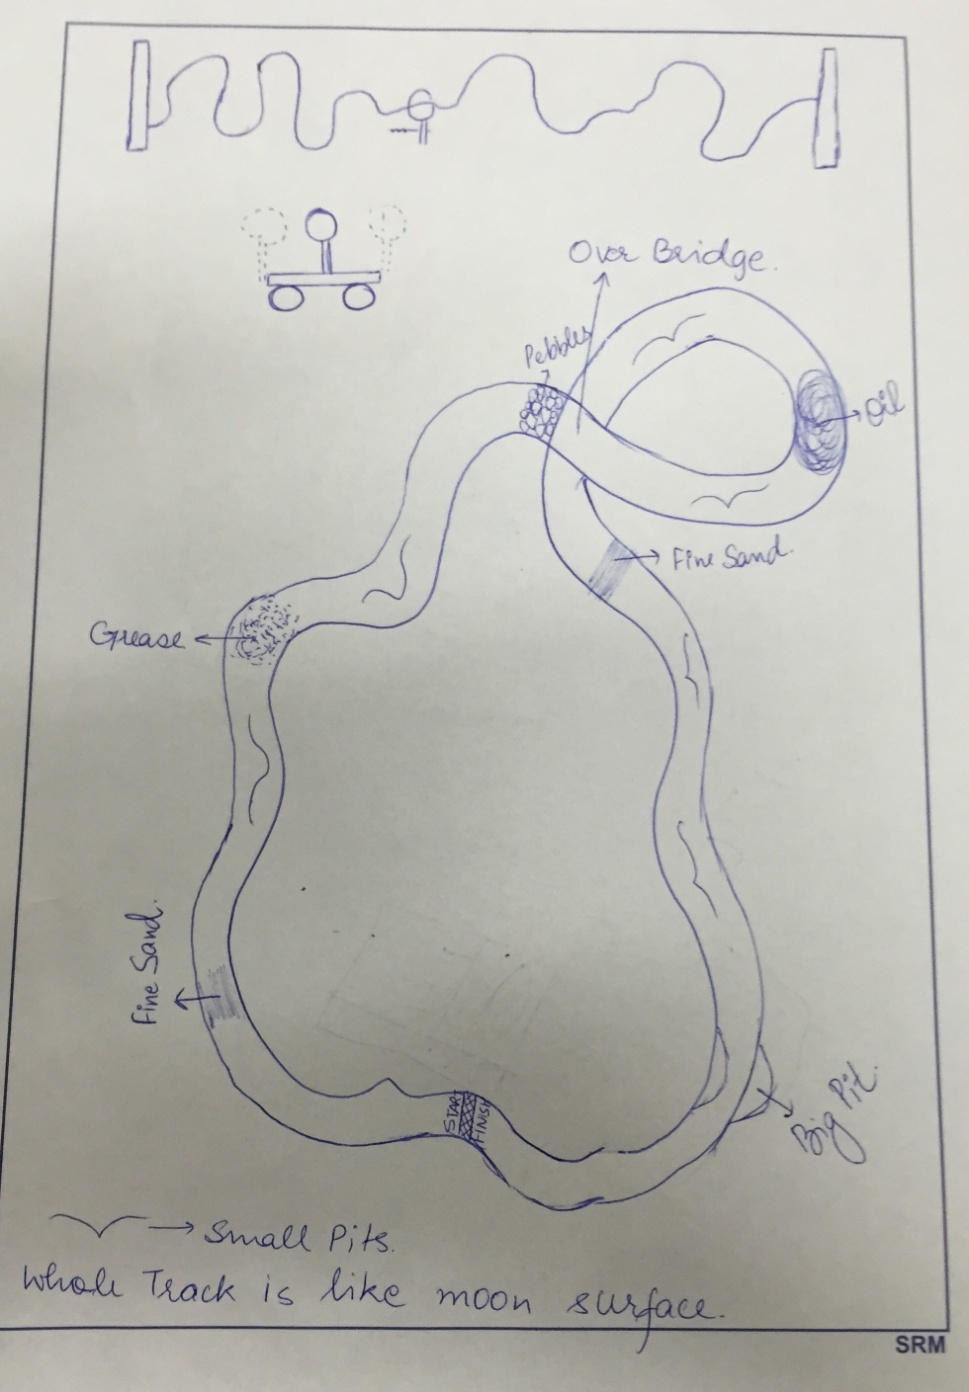 Over Bridge.
Pebbles
Oil
Fine Sand.
Grease
Fine Sand.
START
FINISH
Big Pit.
Small Pits.
Whole Track is like moon surface.
SRM